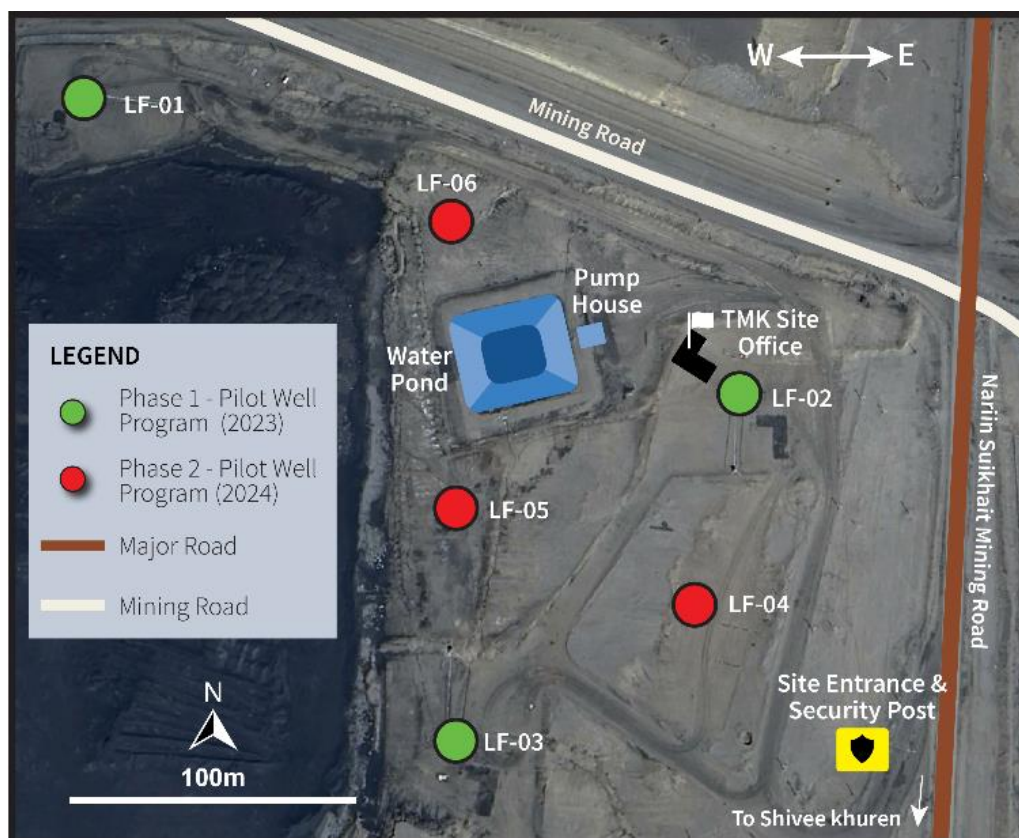 W E
Mining Road
LF-01
LF-06
Pump
House
TMK Site
Office
Water
Pond
LF-02
LEGEND
Phase 1 - Pilot Well
Program (2023)
Phase 2 - Pilot Well
Program (2024)
Major Road
Mining Road
LF-05
LF-04
Nariin Suikhait Mining Road
Site Entrance &
Security Post
N
100m
LF-03
To Shivee khuren